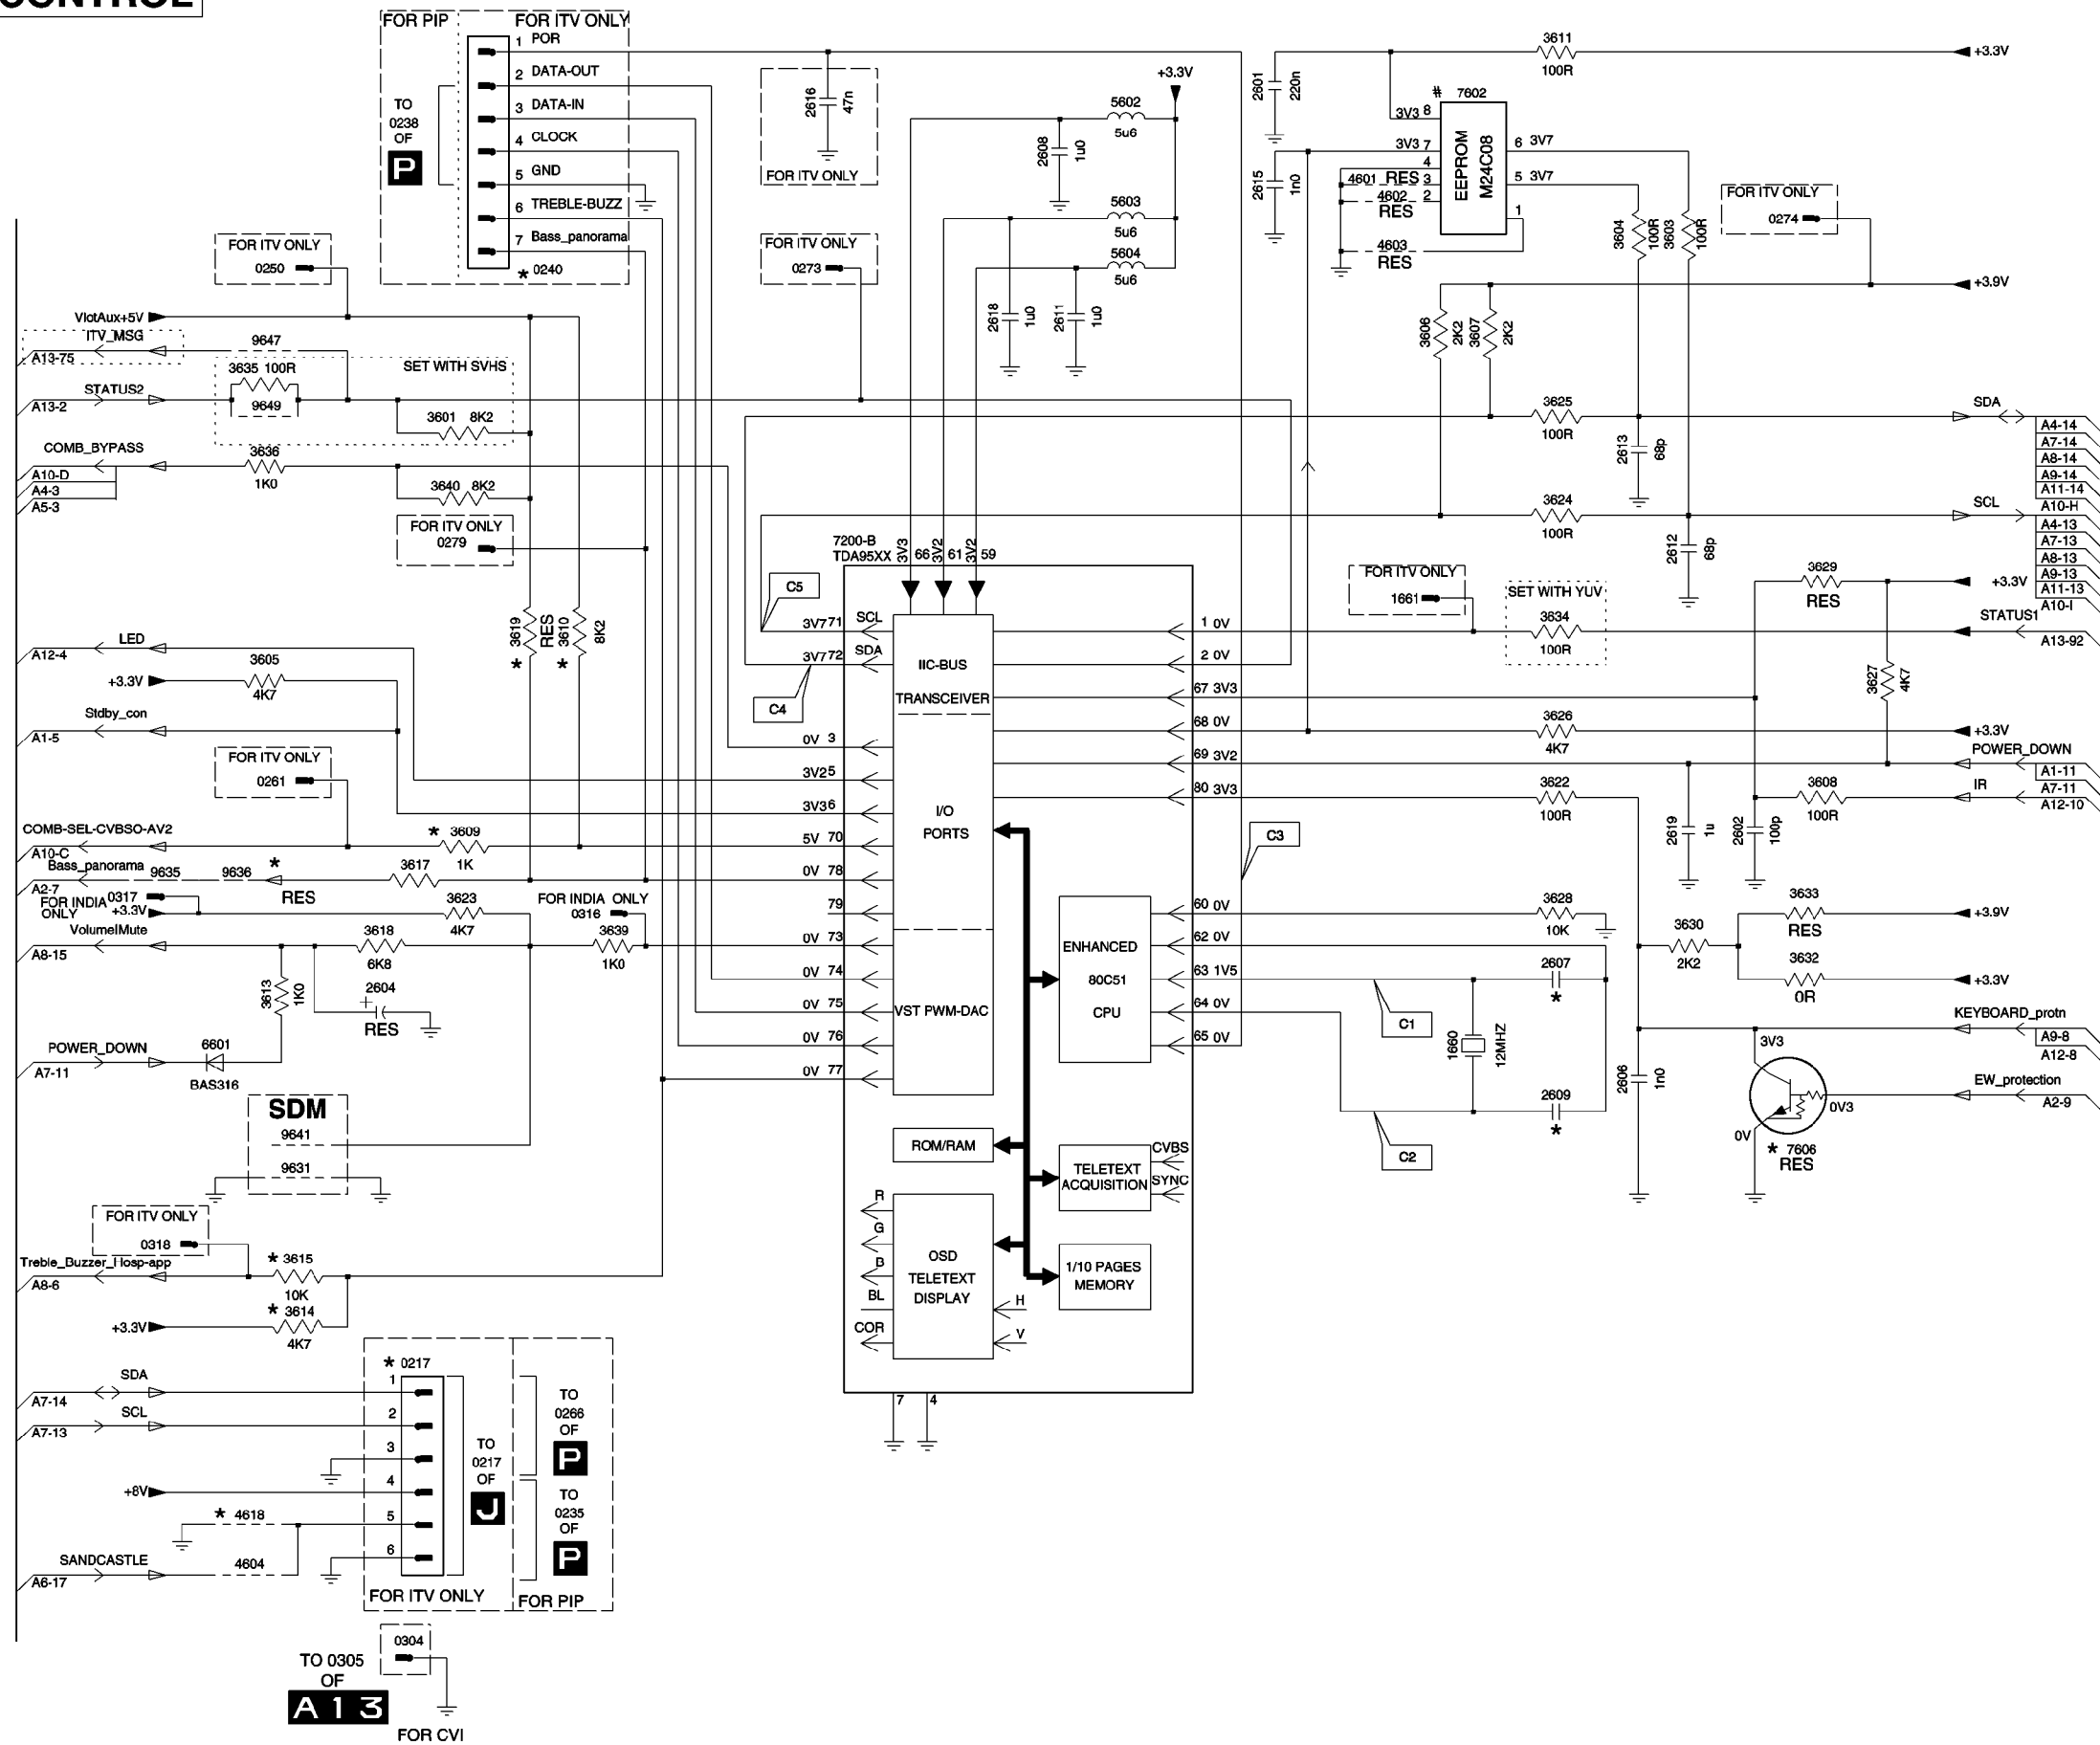 CONTROL
FOR PIP
FOR ITV ONLY
1 POR
2 DATA-OUT
3 DATA-IN
4 CLOCK
5 GND
6 TREBLE-BUZZ
7 Bass_panorama
* 0240
TO
0238
OF
P
2616
47n
FOR ITV ONLY
+3.3V
5602
5u6
2608
1u0
5603
5u6
5604
5u6
2618
1u0
2611
1u0
FOR ITV ONLY
0273
3611
100R
+3.3V
2601
220n
# 7602
3V3 8
3V3 7
4
4601 RES 3
4602 2
RES
4603
RES
EEPROM
M24C08
6 3V7
5 3V7
1
2615
1n0
3604
100R
3603
100R
FOR ITV ONLY
0274
+3.9V
3606
2K2
3607
2K2
FOR ITV ONLY
0250
VlotAux+5V
ITV_MSG
A13-75
9647
SET WITH SVHS
3635 100R
9649
STATUS2
A13-2
3601 8K2
COMB_BYPASS
A10-D
A4-3
A5-3
3636
1K0
3640 8K2
FOR ITV ONLY
0279
3625
100R
SDA
A4-14
A7-14
A8-14
A9-14
A11-14
A10-H
2613
68p
3624
100R
SCL
A4-13
A7-13
A8-13
A9-13
A11-13
A10-I
2612
68p
7200-B
TDA95XX
3V3 66
3V2 61
3V2 59
C5
C4
3V7 71 SCL
3V7 72 SDA
IIC-BUS
TRANSCEIVER
1 0V
2 0V
67 3V3
68 0V
69 3V2
80 3V3
FOR ITV ONLY
1661
SET WITH YUV
3634
100R
3629
RES
+3.3V
STATUS1
A13-92
3627
4K7
3626
4K7
+3.3V
POWER_DOWN
A1-11
A7-11
IR
A12-10
3622
100R
3608
100R
2619
1u
2602
100p
LED
A12-4
3605
4K7
+3.3V
Stdby_con
A1-5
3619
RES
*
3610
8K2
*
FOR ITV ONLY
0261
0V 3
3V2 5
3V3 6
5V 70
0V 78
79
0V 73
0V 74
0V 75
0V 76
0V 77
I/O
PORTS
VST PWM-DAC
COMB-SEL-CVBSO-AV2
A10-C
* 3609
1K
Bass_panorama
A2-7
9635
9636
*
RES
3617
0317
FOR INDIA
ONLY
+3.3V
3623
4K7
FOR INDIA ONLY
0316
VolumeMute
A8-15
3618
6K8
3639
1K0
3613
1K0
2604
+
RES
POWER_DOWN
A7-11
6601
BAS316
SDM
9641
9631
C3
ENHANCED
80C51
CPU
60 0V
62 0V
63 1V5
64 0V
65 0V
3628
10K
2607
*
C1
1660
12MHZ
2609
*
C2
3630
2K2
3633
RES
+3.9V
3632
0R
+3.3V
KEYBOARD_protn
A9-8
A12-8
2606
1n0
3V3
0V3
0V
* 7606
RES
EW_protection
A2-9
ROM/RAM
TELETEXT
ACQUISITION
CVBS
SYNC
R
G
B
BL
COR
OSD
TELETEXT
DISPLAY
H
V
1/10 PAGES
MEMORY
7
4
FOR ITV ONLY
0318
Treble_Buzzer_Hosp-app
A8-6
* 3615
10K
* 3614
4K7
+3.3V
* 0217
SDA
A7-14
1
SCL
A7-13
2
3
+8V
4
* 4618
5
SANDCASTLE
A6-17
4604
6
TO
0217
OF
J
TO
0266
OF
P
TO
0235
OF
P
FOR ITV ONLY
FOR PIP
0304
TO 0305
OF
A13
FOR CVI